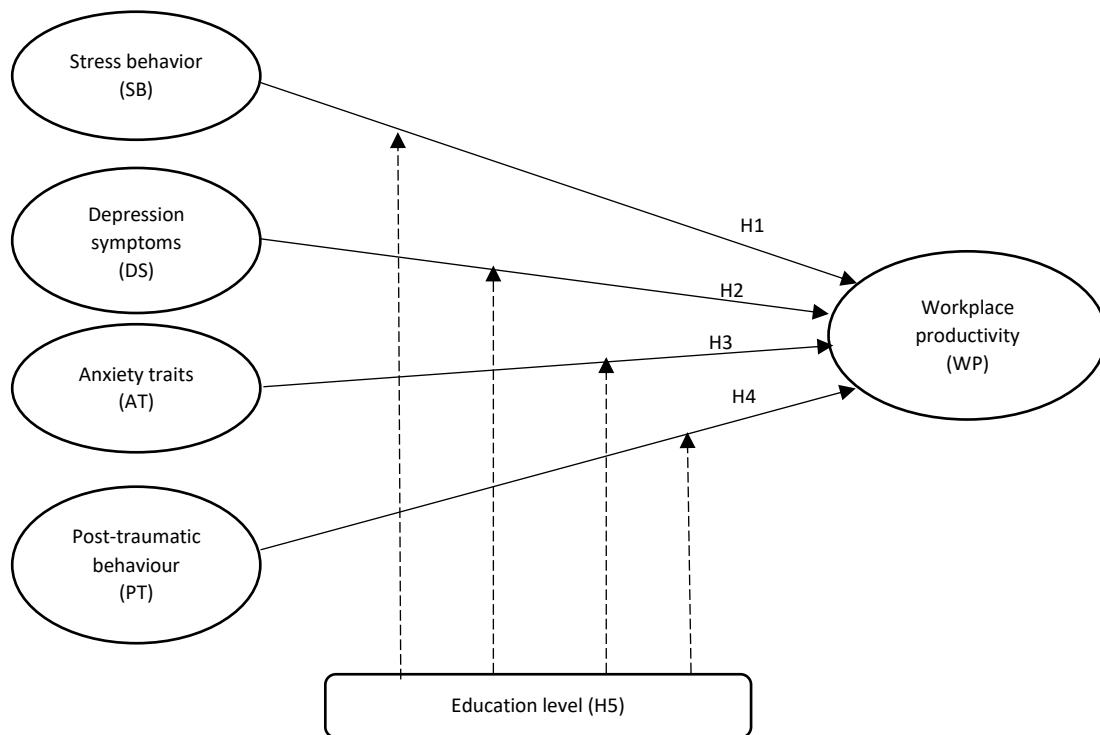 Stress behavior
(SB)
Depression
symptoms
(DS)
Anxiety traits
(AT)
Post-traumatic
behaviour
(PT)
H1
H2
H3
H4
Workplace
productivity
(WP)
Education level (H5)